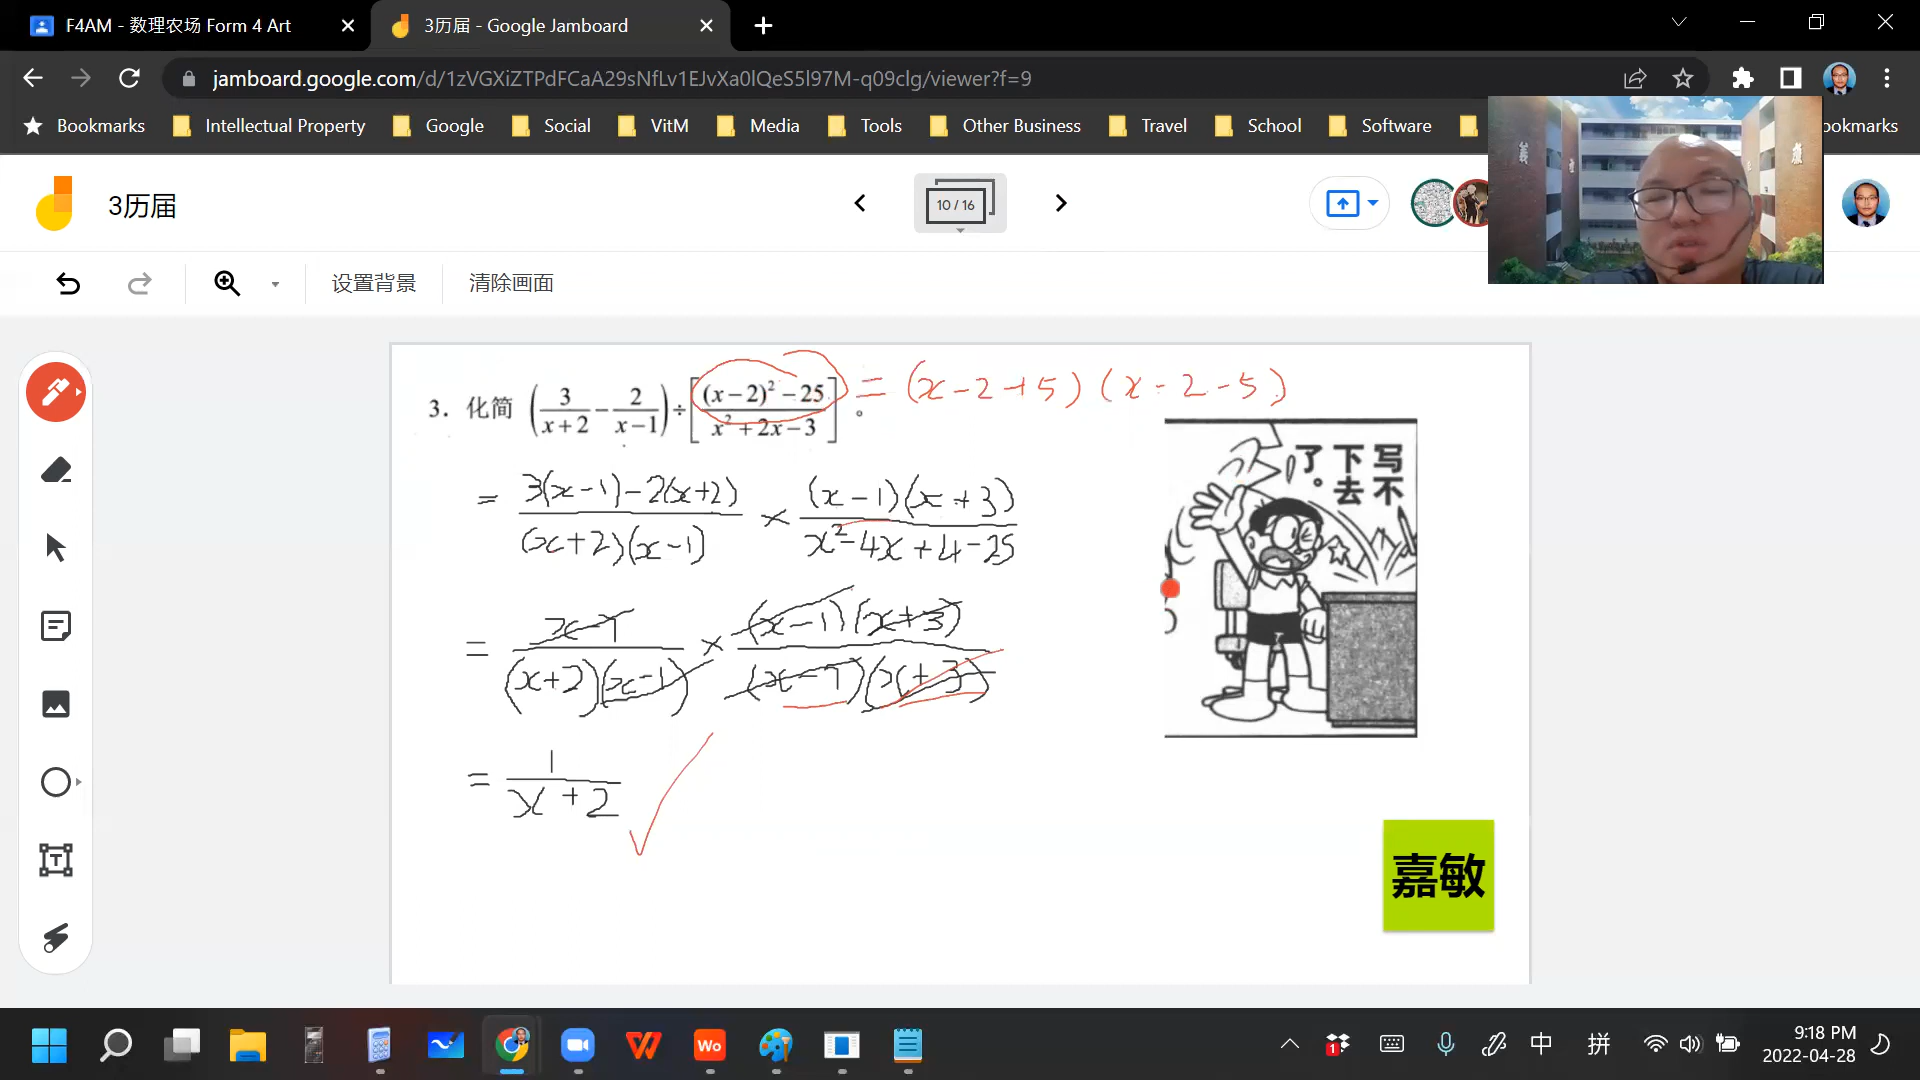 F4AM - 数理农场 Form 4 Art
3历届 - Google Jamboard
jamboard.google.com/d/1zVGXiZTPdFCaA29sNfLv1EJvXa0lQeS5l97M-q09clg/viewer?f=9
Bookmarks Intellectual Property Google Social VitM Media Tools Other Business Travel School Software ookmarks
3历届
10 / 16
设置背景 清除画面
3. 化简 (3/(x+2) − 2/(x−1)) ÷ [((x−2)² − 25)/(x² + 2x − 3)] 。 = (x-2+5)(x-2-5)
= (3(x-1)-2(x+2))/((x+2)(x-1)) × ((x-1)(x+3))/(x²-4x+4-25)
= (x-7)/((x+2)(x-1)) × ((x-1)(x+3))/((x-7)(x+3))
= 1/(x+2)
写不
下去
了。
嘉敏
Wo
1
中
拼
9:18 PM
2022-04-28